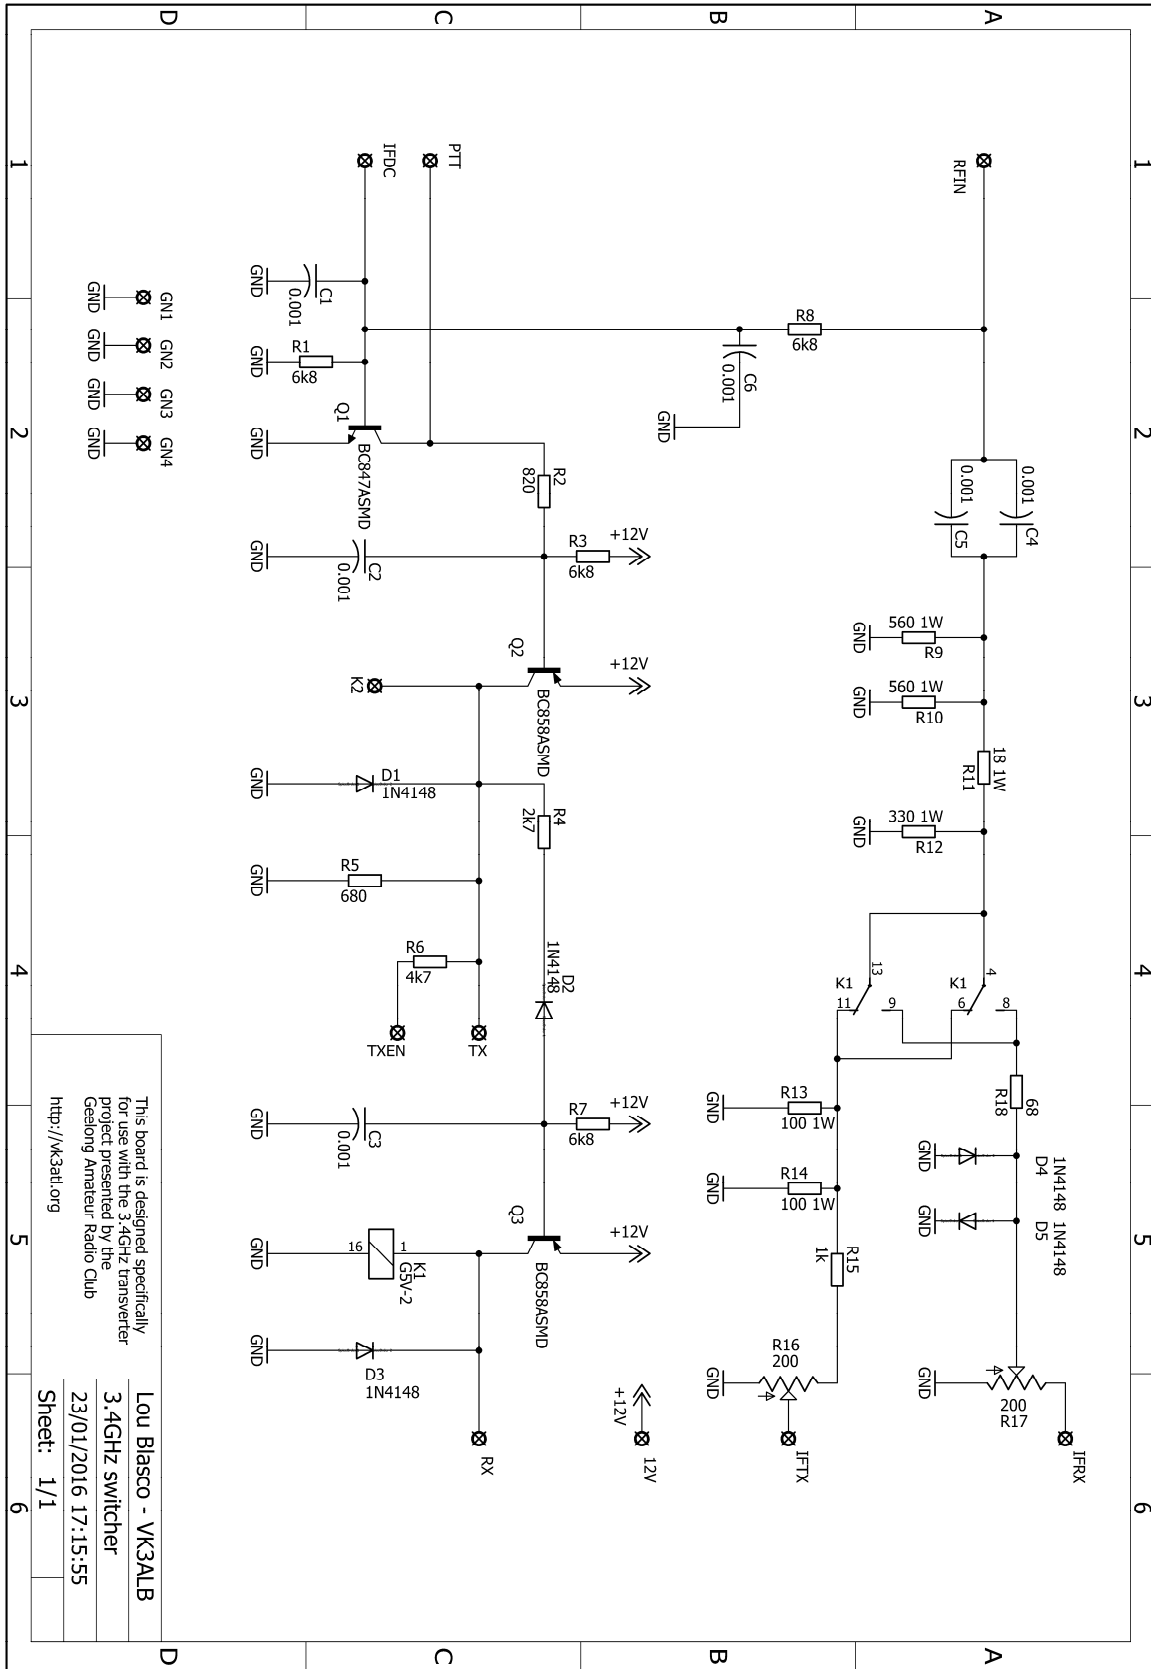 A
B
C
D
1
2
3
4
5
6
1
2
3
4
5
6
A
B
C
D
RFIN
R8
6k8
C6
0.001
GND
0.001
C4
0.001
C5
560 1W
R9
GND
560 1W
R10
GND
18 1W
R11
330 1W
R12
GND
K1
4
6
8
K1
13
11
9
68
R18
1N4148
D4
1N4148
D5
GND
GND
R13
100 1W
GND
R14
100 1W
GND
R15
1k
R16
200
GND
IFTX
200
R17
GND
IFRX
PTT
IFDC
C1
0.001
GND
R1
6k8
GND
Q1
BC847ASMD
GND
R2
820
R3
6k8
+12V
C2
0.001
GND
Q2
BC858ASMD
+12V
K2
D1
1N4148
GND
R4
2k7
R5
680
GND
R6
4k7
TXEN
TX
D2
1N4148
R7
6k8
+12V
C3
0.001
GND
Q3
BC858ASMD
+12V
16
1
K1
G5V-2
GND
D3
1N4148
GND
RX
+12V
12V
GN1
GND
GN2
GND
GN3
GND
GN4
GND
This board is designed specifically
for use with the 3.4GHz transverter
project presented by the
Geelong Amateur Radio Club
http://vk3atl.org
Lou Blasco - VK3ALB
3.4GHz switcher
23/01/2016 17:15:55
Sheet: 1/1